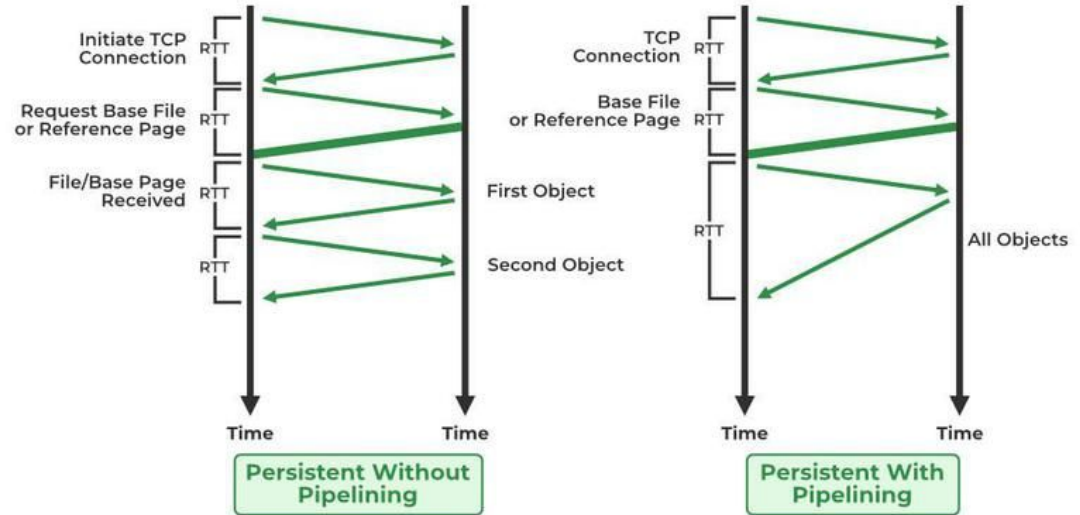 Initiate TCP
Connection
RTT
Request Base File
or Reference Page
RTT
File/Base Page
Received
RTT
First Object
RTT
Second Object
Time
Time
Persistent Without
Pipelining
TCP
Connection
RTT
Base File
or Reference Page
RTT
RTT
All Objects
Time
Time
Persistent With
Pipelining